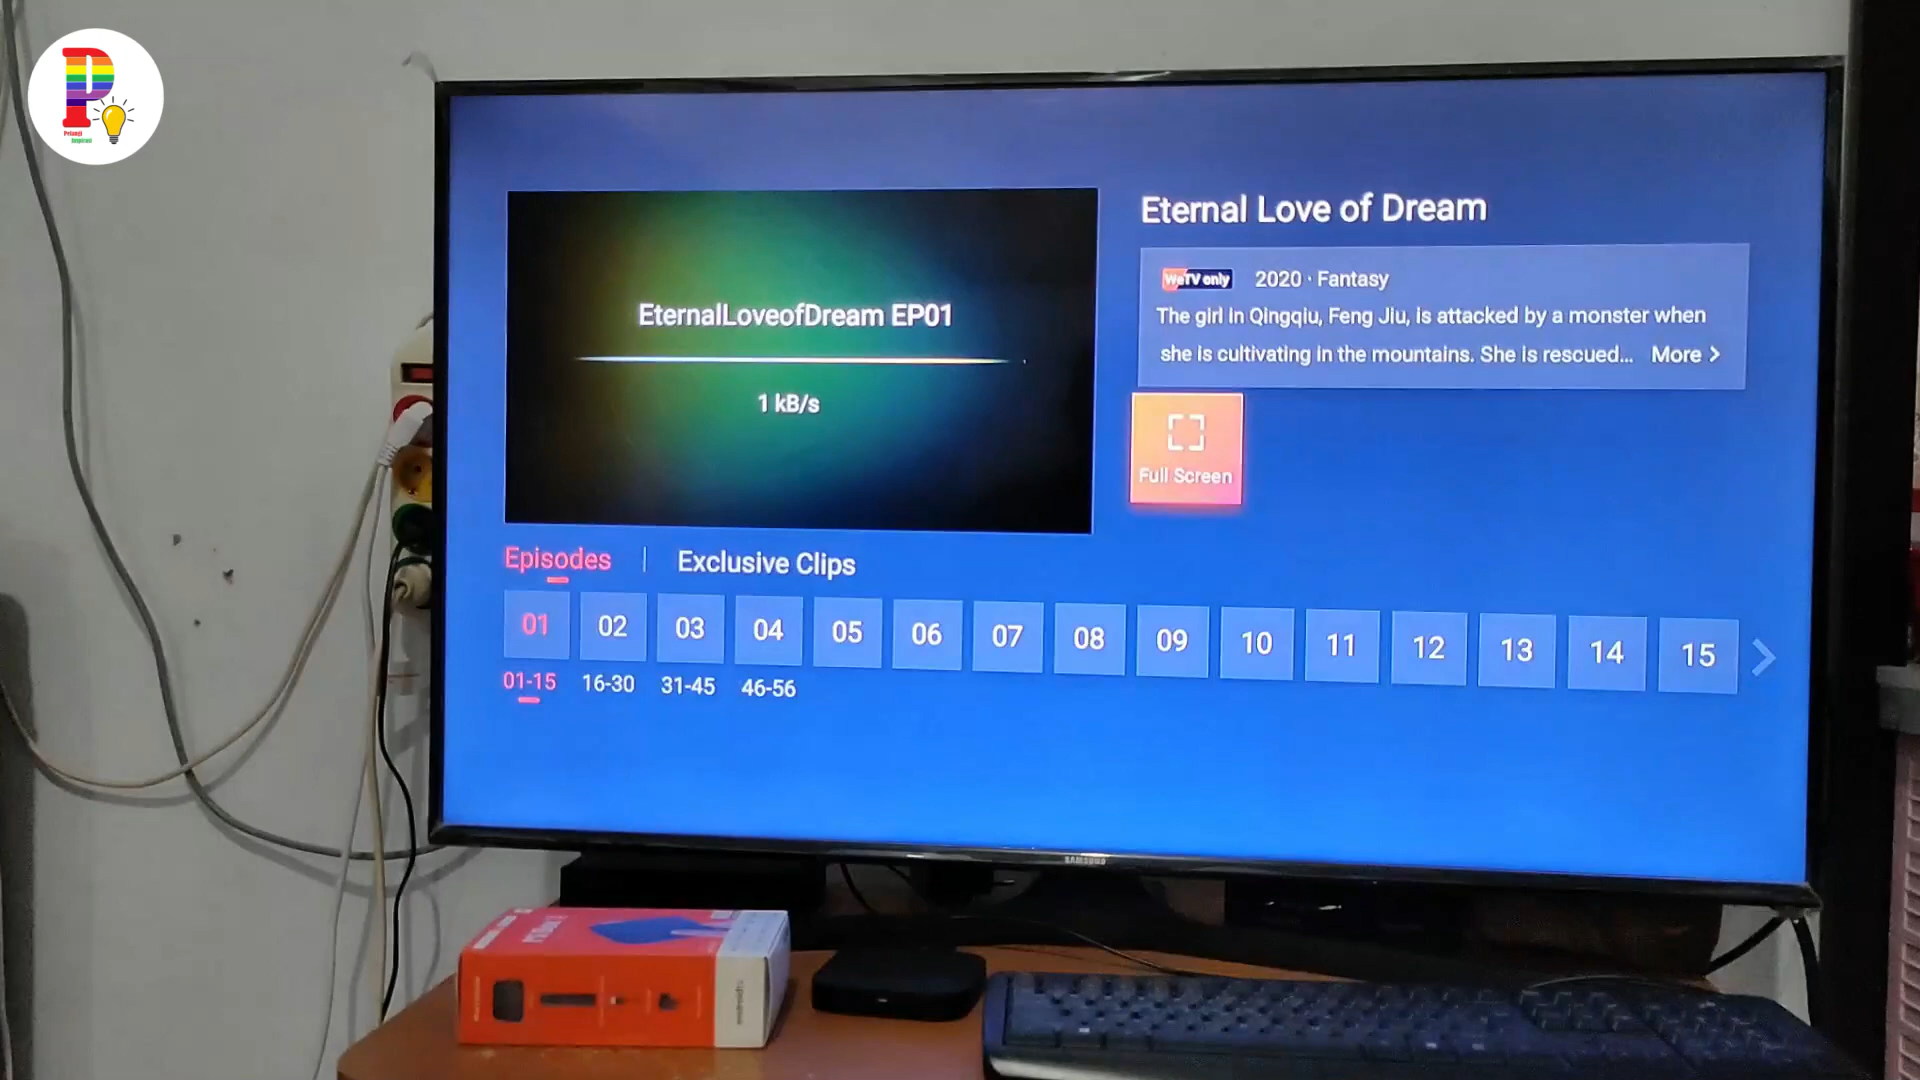 P
Pelangi
Inspirasi
Eternal Love of Dream
WeTV only 2020 · Fantasy
The girl in Qingqiu, Feng Jiu, is attacked by a monster when
she is cultivating in the mountains. She is rescued... More >
EternalLoveofDream EP01
1 kB/s
Full Screen
Episodes | Exclusive Clips
01 02 03 04 05 06 07 08 09 10 11 12 13 14 15
01-15 16-30 31-45 46-56
SAMSUNG